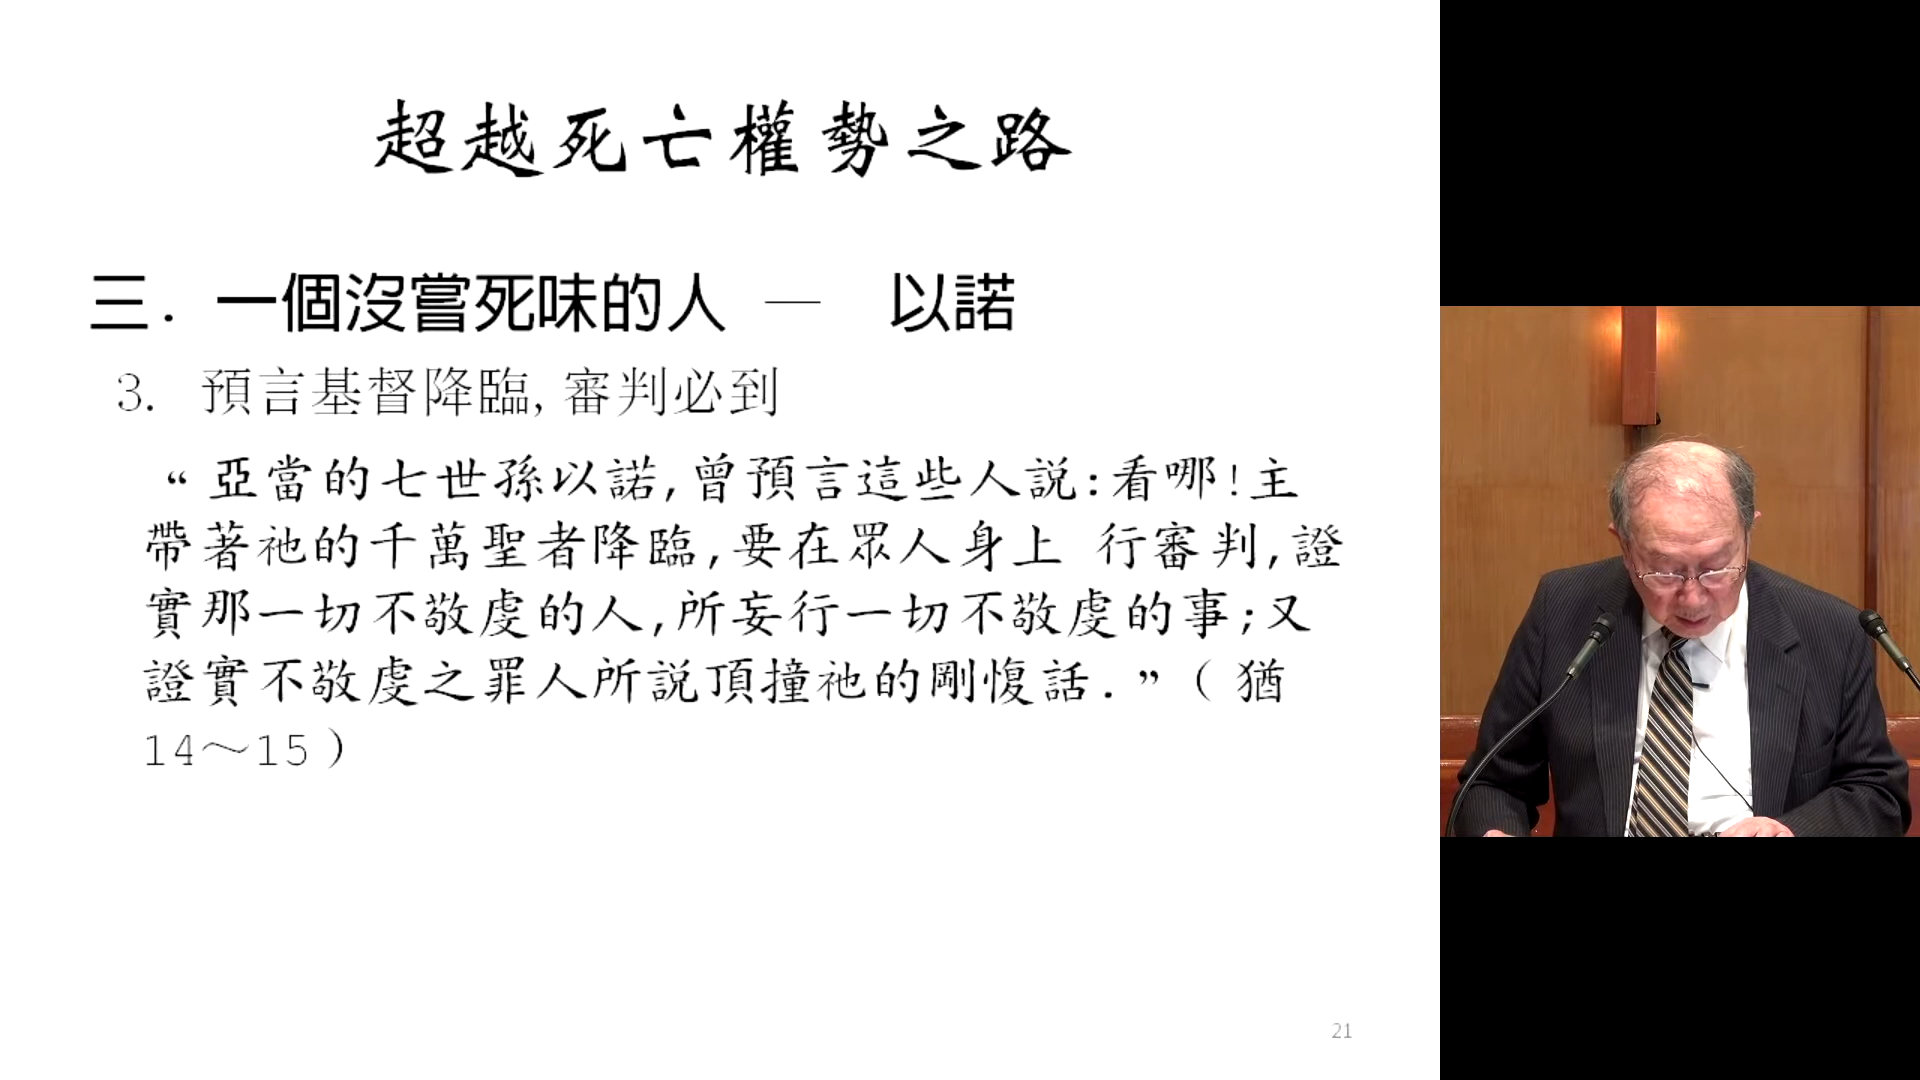 超越死亡權勢之路
三. 一個沒嘗死味的人 — 以諾
3. 預言基督降臨,審判必到
“亞當的七世孫以諾,曾預言這些人説:看哪!主
帶著祂的千萬聖者降臨,要在眾人身上 行審判,證
實那一切不敬虔的人,所妄行一切不敬虔的事;又
證實不敬虔之罪人所説頂撞祂的剛愎話.”( 猶
14～15 )
21